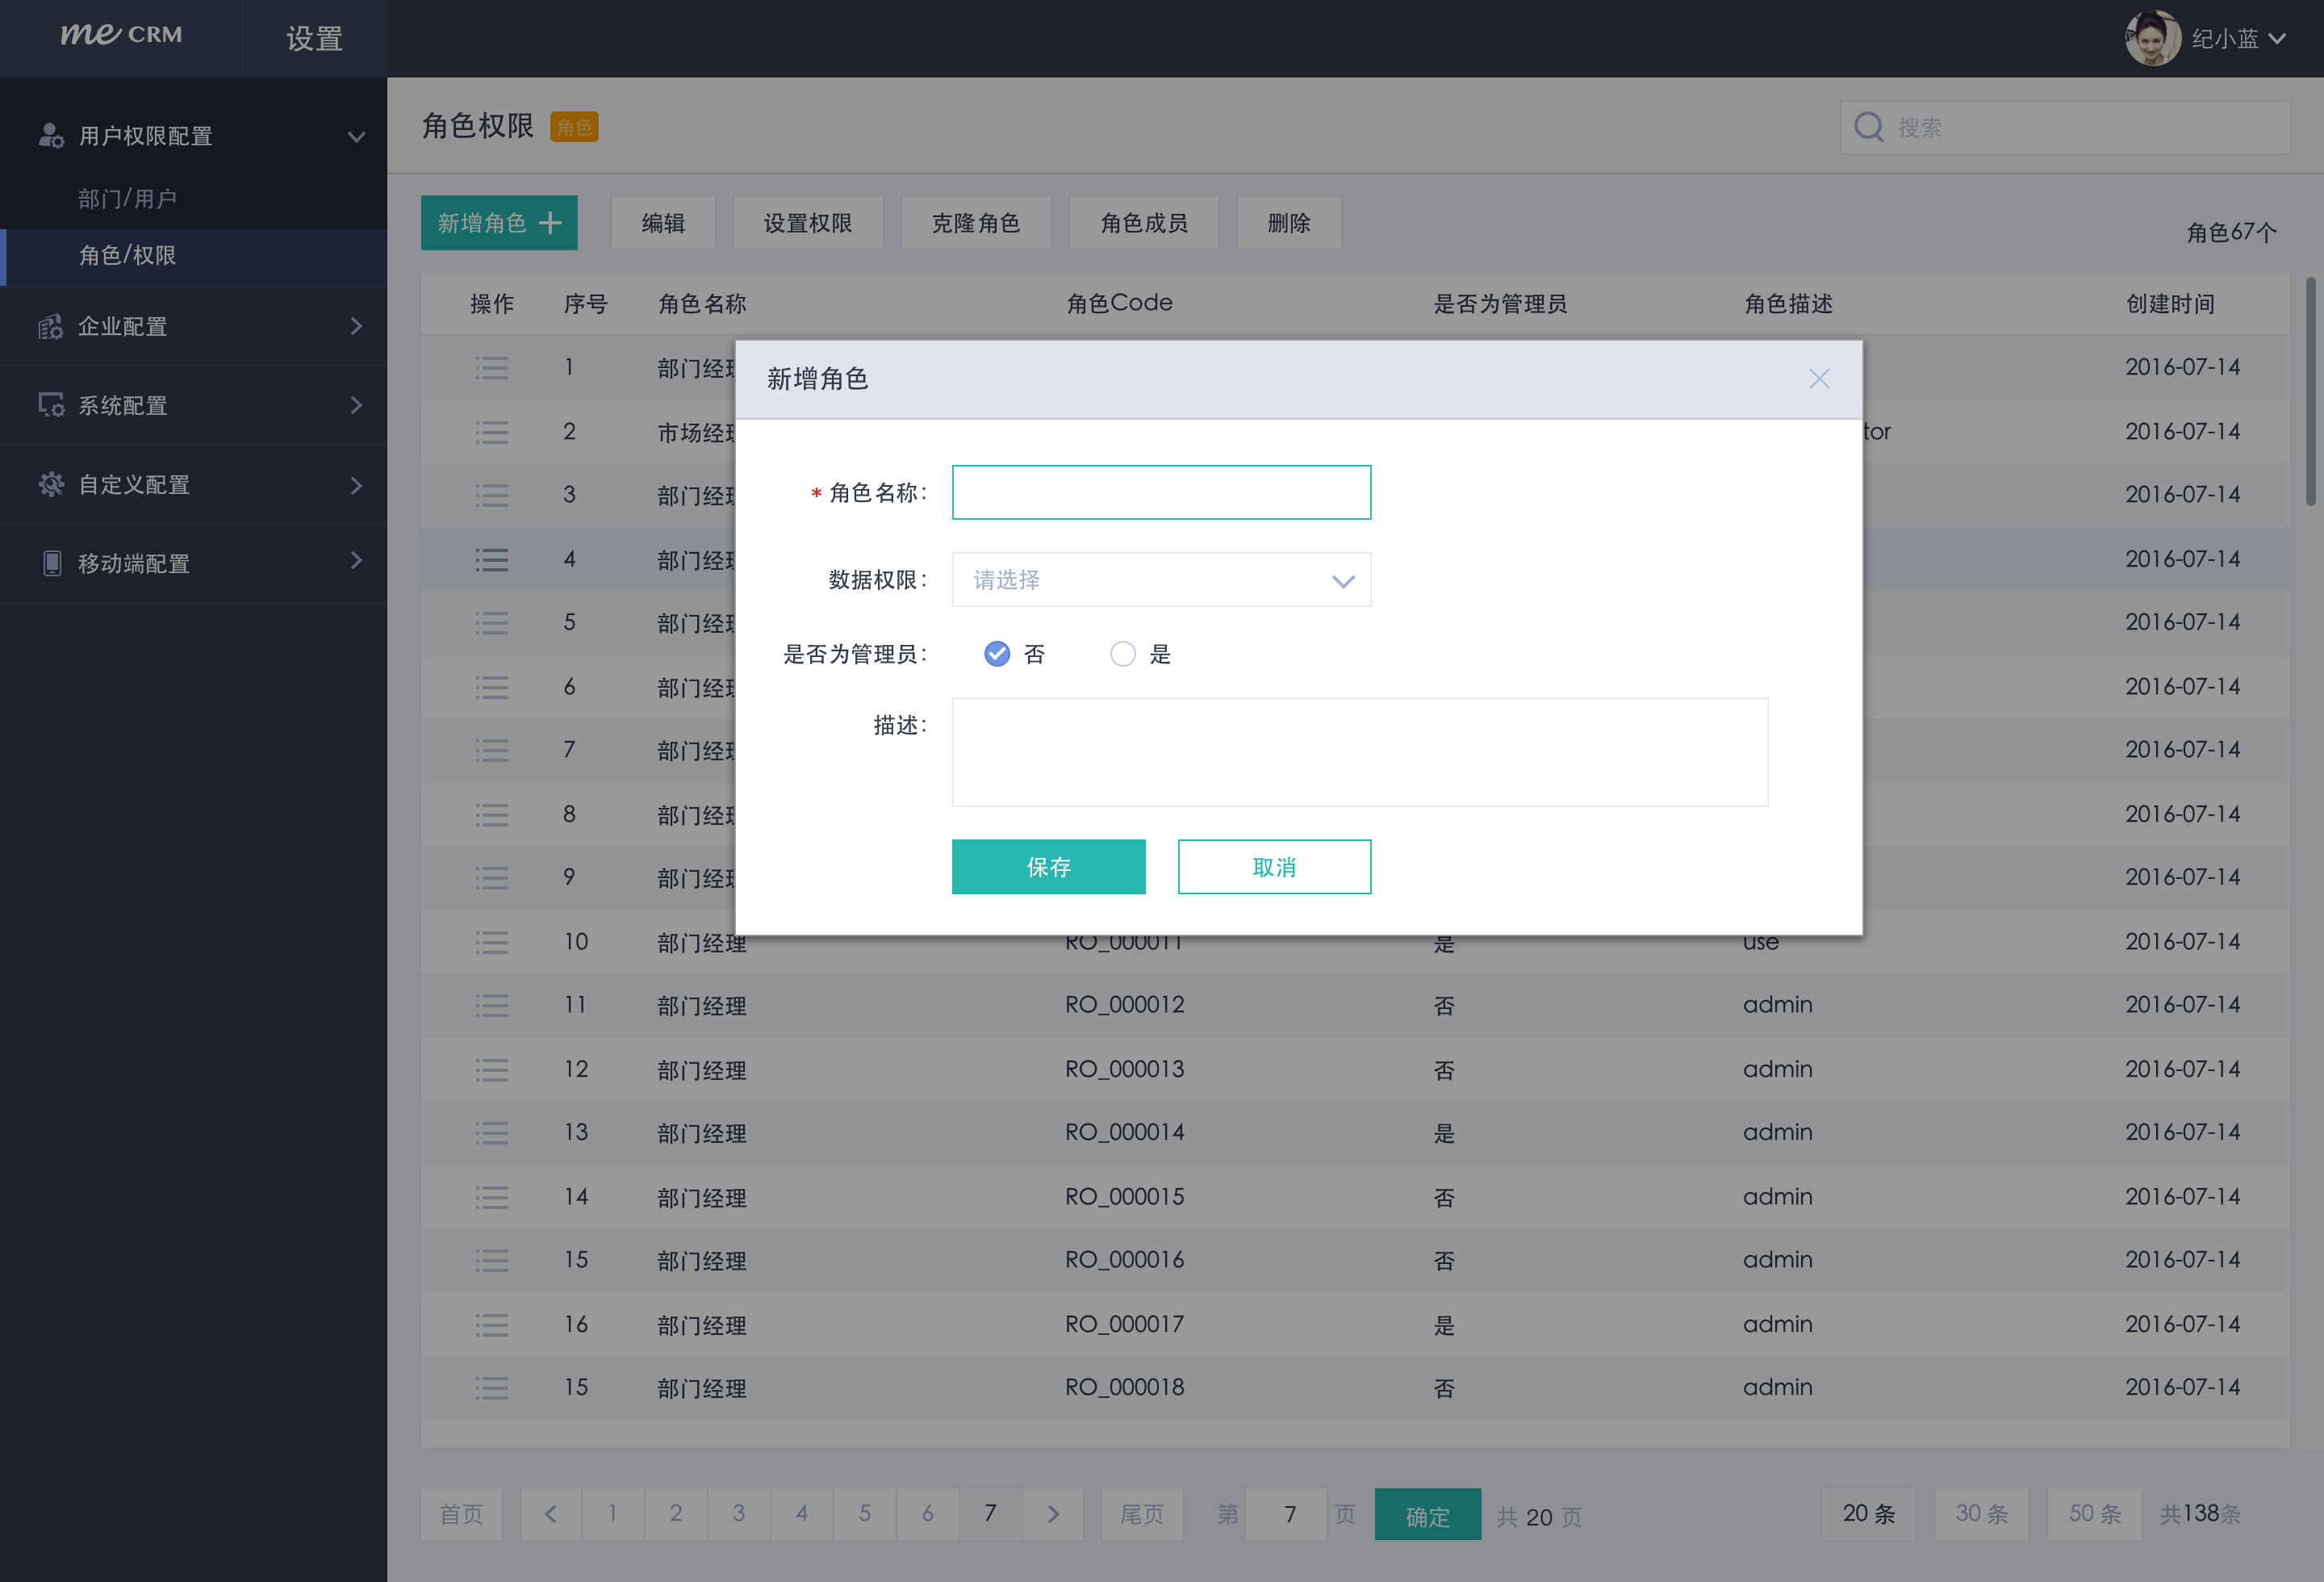 me CRM 设置 纪小蓝
用户权限配置
部门/用户
角色/权限
企业配置
系统配置
自定义配置
移动端配置
角色权限 角色 搜索
新增角色 编辑 设置权限 克隆角色 角色成员 删除 角色67个
操作 序号 角色名称 角色Code 是否为管理员 角色描述 创建时间
1 部门经 2016-07-14
2 市场经 tor 2016-07-14
3 部门经 2016-07-14
4 部门经 2016-07-14
5 部门经 2016-07-14
6 部门经 2016-07-14
7 部门经 2016-07-14
8 部门经 2016-07-14
9 部门经 2016-07-14
新增角色
* 角色名称：
数据权限： 请选择
是否为管理员： 否 是
描述：
保存 取消
10 部门经理 RO_000011 是 use 2016-07-14
11 部门经理 RO_000012 否 admin 2016-07-14
12 部门经理 RO_000013 否 admin 2016-07-14
13 部门经理 RO_000014 是 admin 2016-07-14
14 部门经理 RO_000015 否 admin 2016-07-14
15 部门经理 RO_000016 否 admin 2016-07-14
16 部门经理 RO_000017 是 admin 2016-07-14
15 部门经理 RO_000018 否 admin 2016-07-14
首页 1 2 3 4 5 6 7 尾页 第 7 页 确定 共 20 页 20 条 30 条 50 条 共138条